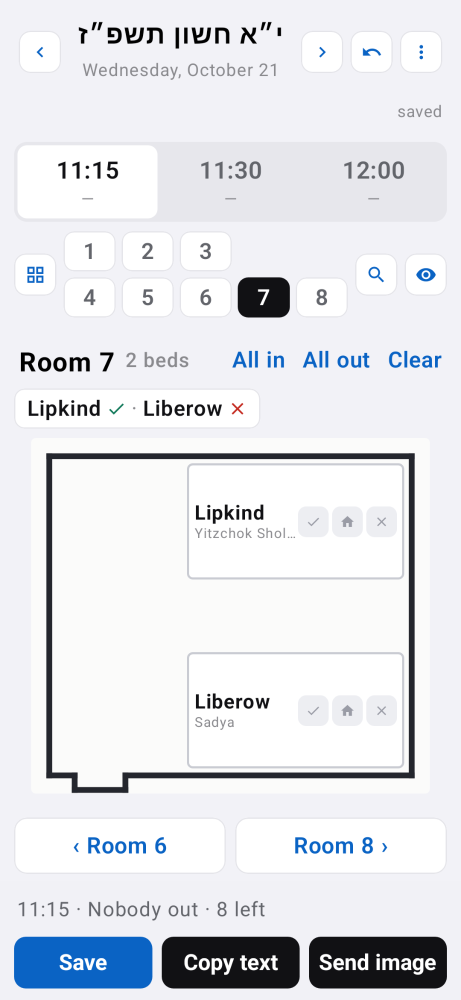 י״א חשון תשפ״ז
Wednesday, October 21
saved
11:15 11:30 12:00
– – –
1 2 3
4 5 6 7 8
Room 7 2 beds All in All out Clear
Lipkind ✓ · Liberow ✕
Lipkind
Yitzchok Shol…
Liberow
Sadya
‹ Room 6 Room 8 ›
11:15 · Nobody out · 8 left
Save Copy text Send image